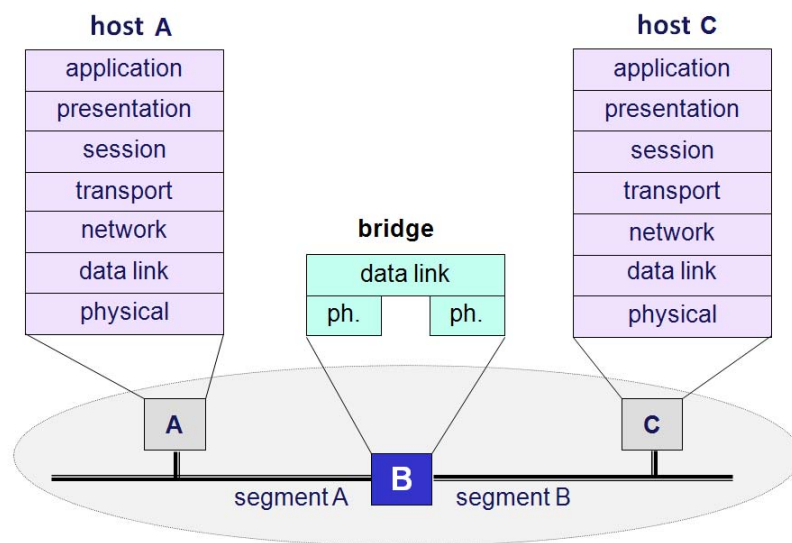 host A
application
presentation
session
transport
network
data link
physical
bridge
data link
ph.
ph.
host C
application
presentation
session
transport
network
data link
physical
A
B
C
segment A
segment B